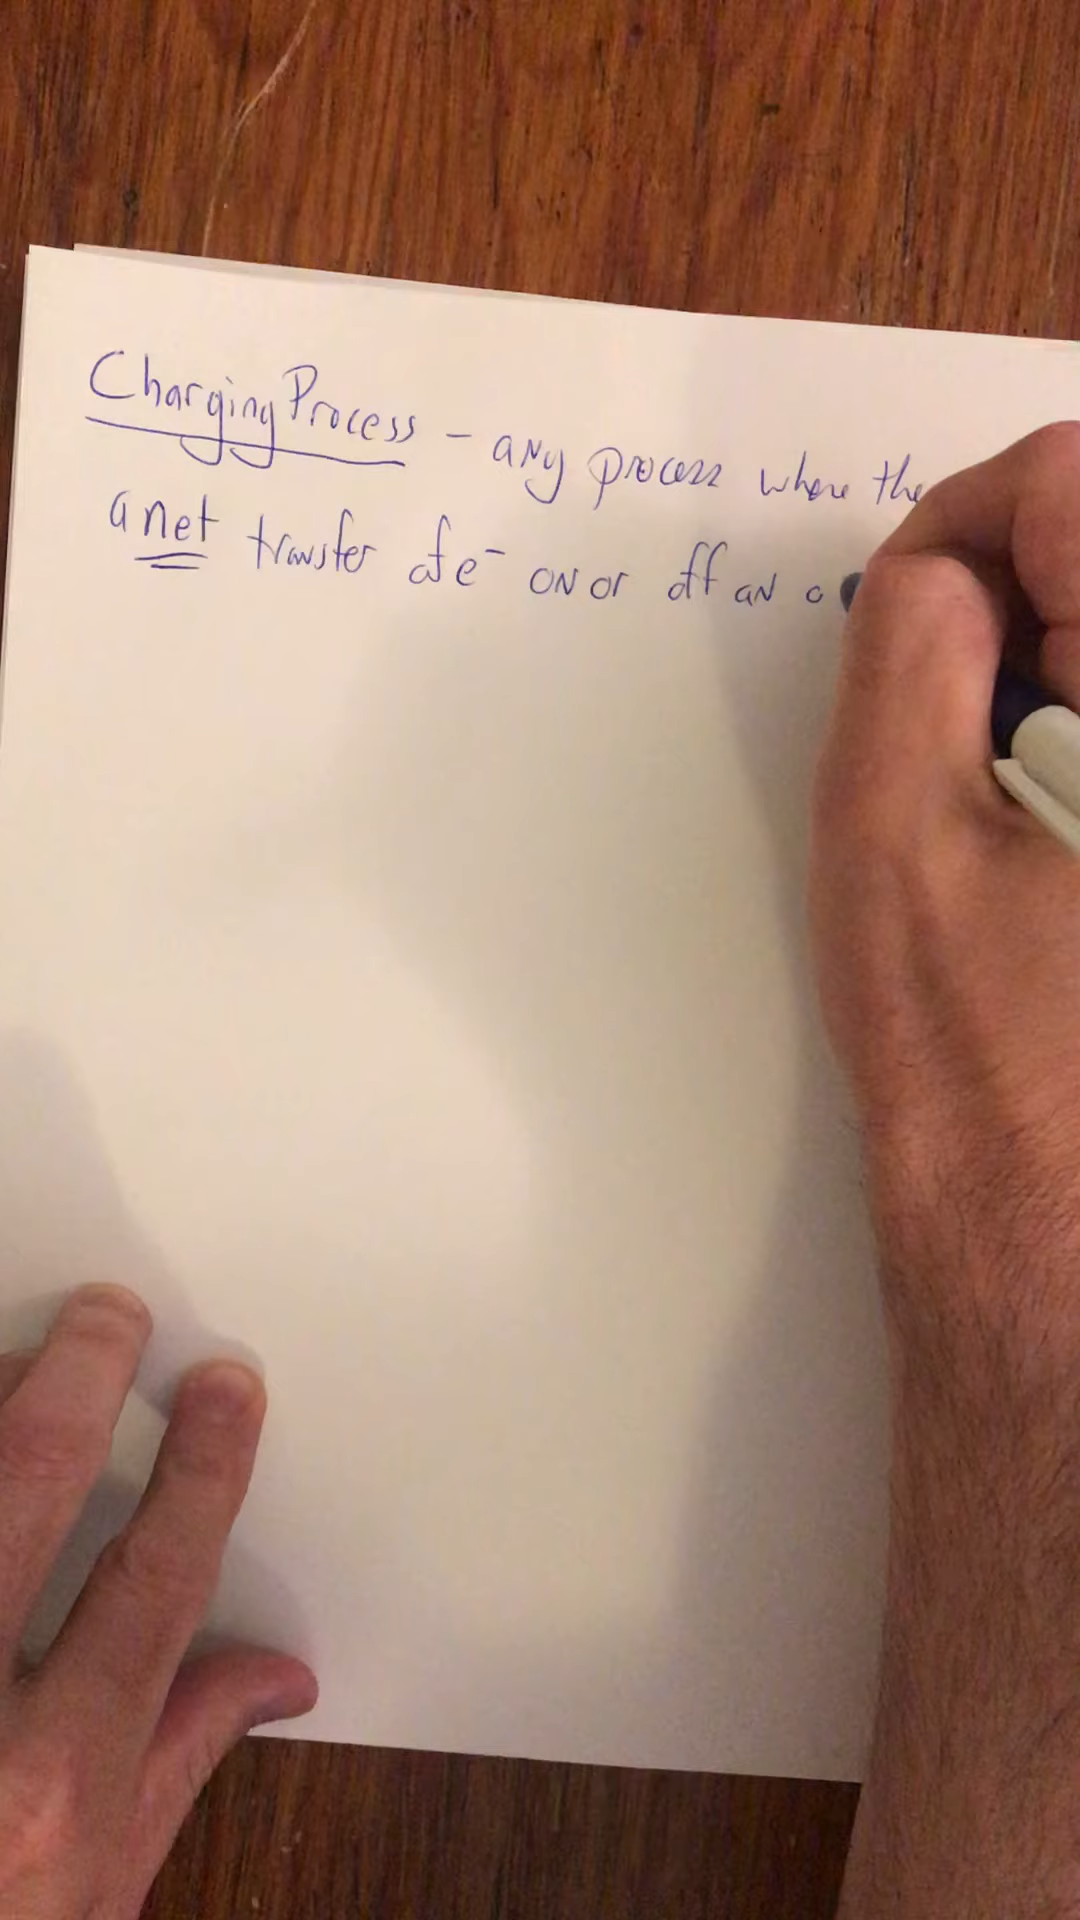 Charging Process - any process where the
a net transfer of e⁻ on or off an o